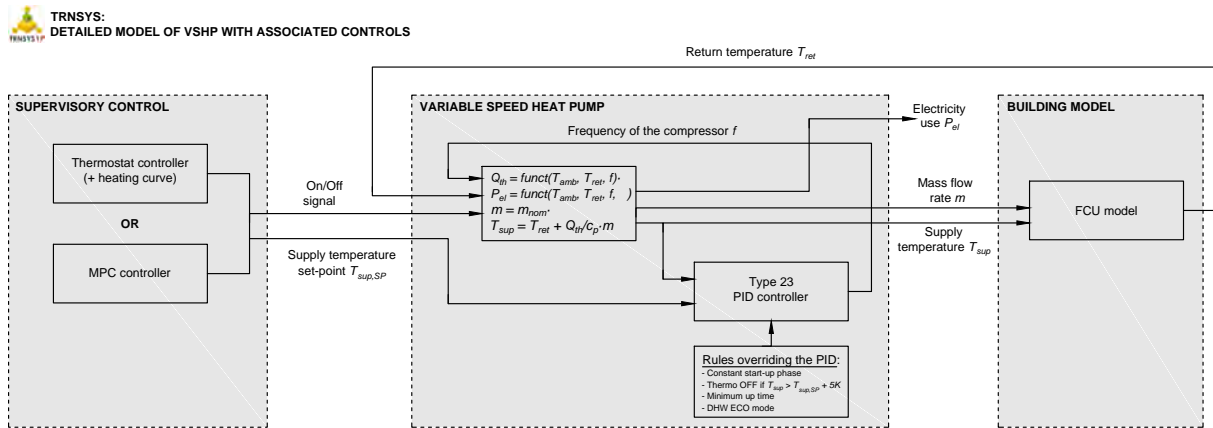 TRNSYS:
DETAILED MODEL OF VSHP WITH ASSOCIATED CONTROLS
TRNSYS 17
Return temperature T_ret
SUPERVISORY CONTROL
Thermostat controller
(+ heating curve)
OR
MPC controller
On/Off
signal
Supply temperature
set-point T_sup,SP
VARIABLE SPEED HEAT PUMP
Frequency of the compressor f
Q_th = funct(T_amb, T_ret, f)·
P_el = funct(T_amb, T_ret, f, )
m = m_nom·
T_sup = T_ret + Q_th/c_p·m
Type 23
PID controller
Rules overriding the PID:
- Constant start-up phase
- Thermo OFF if T_sup > T_sup,SP + 5K
- Minimum up time
- DHW ECO mode
Electricity
use P_el
Mass flow
rate m
Supply
temperature T_sup
BUILDING MODEL
FCU model